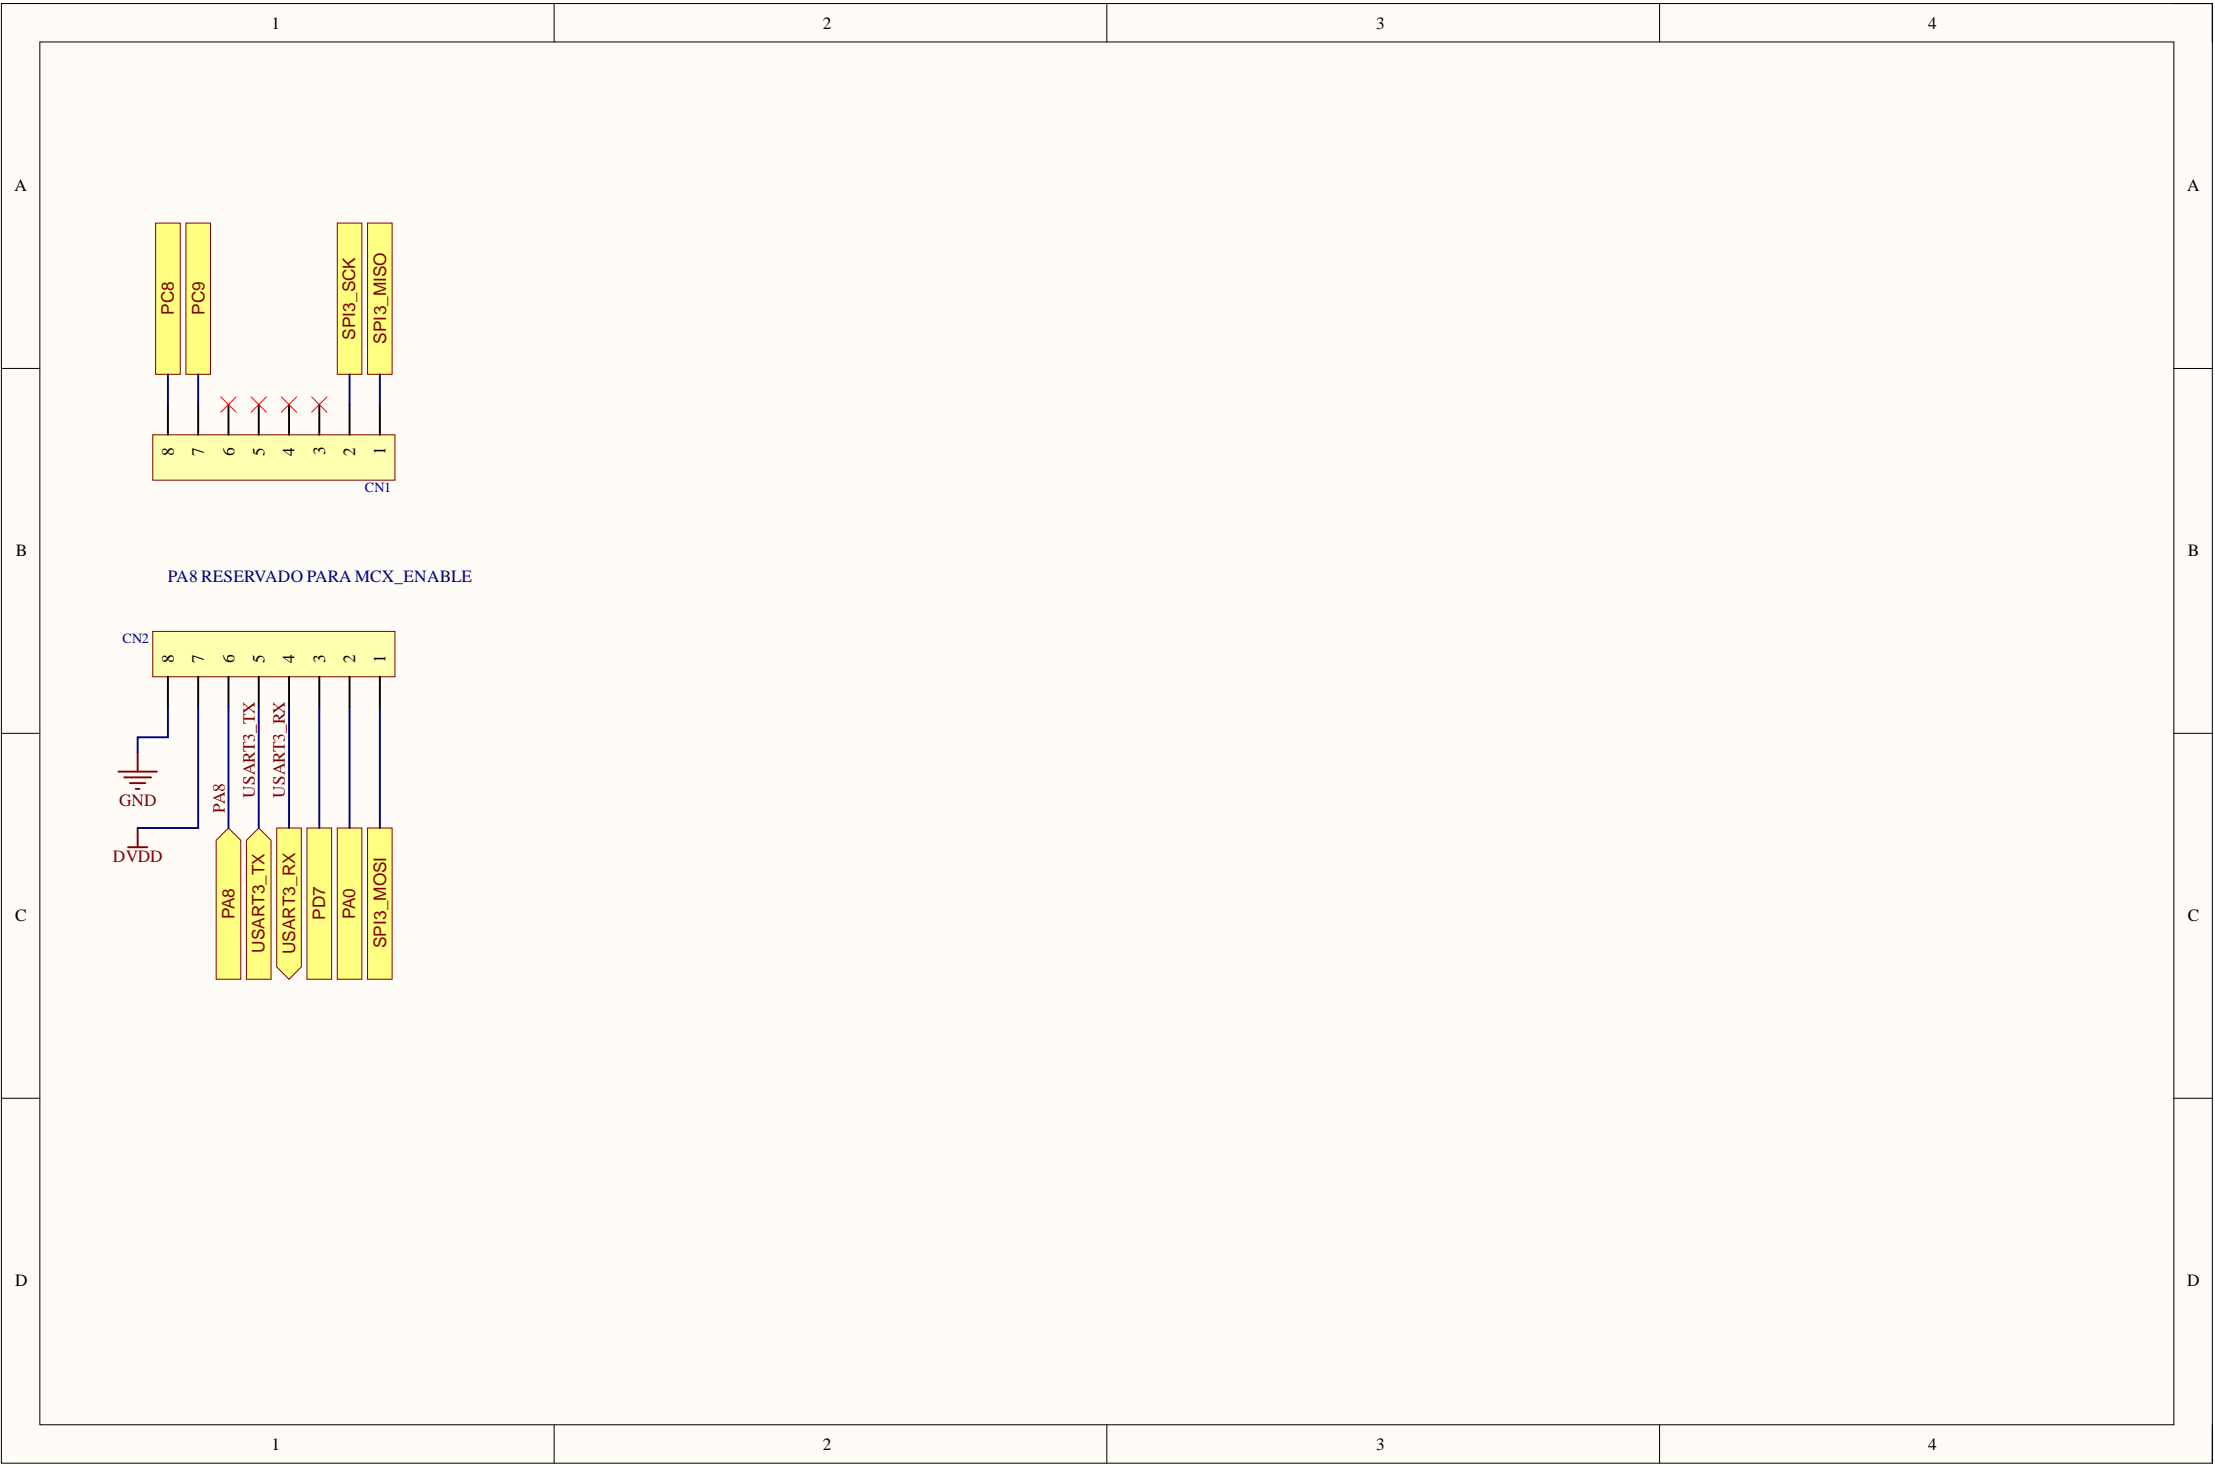 1 2 3 4
A A
PC8 PC9 SPI3_SCK SPI3_MISO
8 7 6 5 4 3 2 1
CN1
B B
PA8 RESERVADO PARA MCX_ENABLE
CN2
8 7 6 5 4 3 2 1
PA8 USART3_TX USART3_RX
GND
DVDD
PA8 USART3_TX USART3_RX PD7 PA0 SPI3_MOSI
C C
D D
1 2 3 4